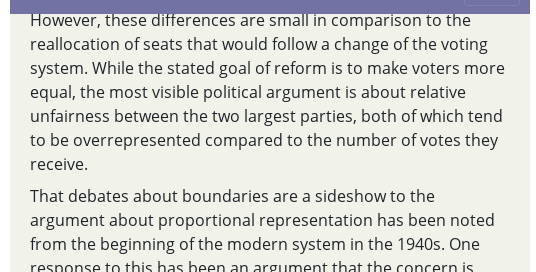 However, these differences are small in comparison to the
reallocation of seats that would follow a change of the voting
system. While the stated goal of reform is to make voters more
equal, the most visible political argument is about relative
unfairness between the two largest parties, both of which tend
to be overrepresented compared to the number of votes they
receive.
That debates about boundaries are a sideshow to the
argument about proportional representation has been noted
from the beginning of the modern system in the 1940s. One
response to this has been an argument that the concern is